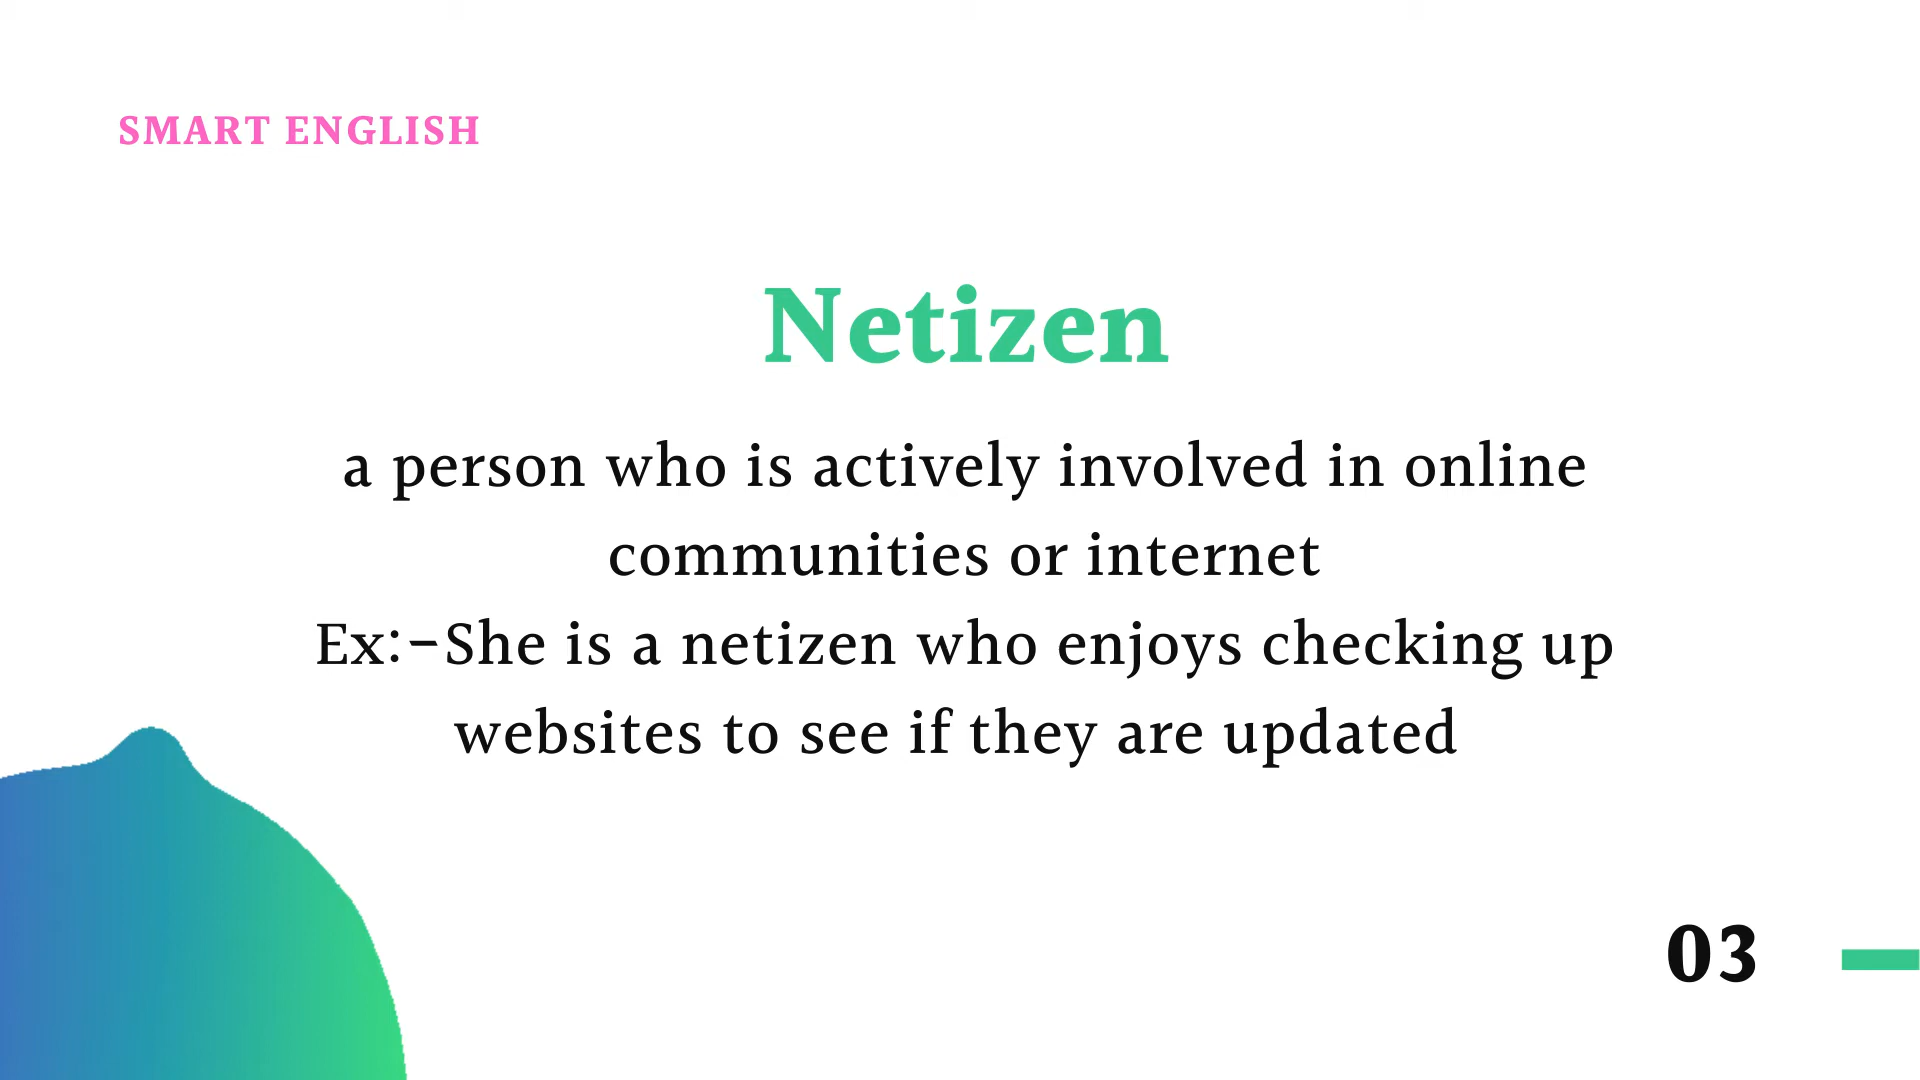 SMART ENGLISH
Netizen
a person who is actively involved in online
communities or internet
Ex:-She is a netizen who enjoys checking up
websites to see if they are updated
03